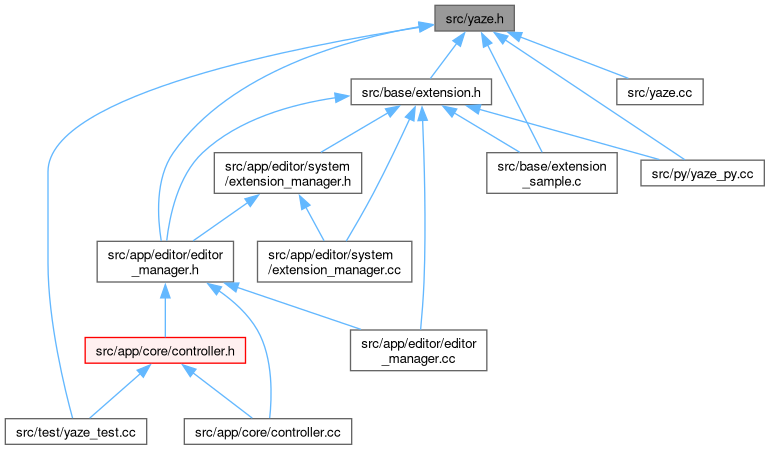 src/yaze.h
src/base/extension.h
src/yaze.cc
src/app/editor/system
/extension_manager.h
src/base/extension
_sample.c
src/py/yaze_py.cc
src/app/editor/editor
_manager.h
src/app/editor/system
/extension_manager.cc
src/app/core/controller.h
src/app/editor/editor
_manager.cc
src/test/yaze_test.cc
src/app/core/controller.cc